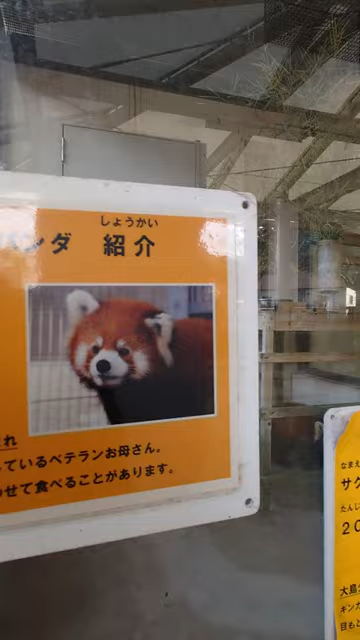 しょうかい
ンダ 紹介
れ
ているベテランお母さん。
せて食べることがあります。
なまえ
サク
たんじ
20
大島
ギンガ
目も